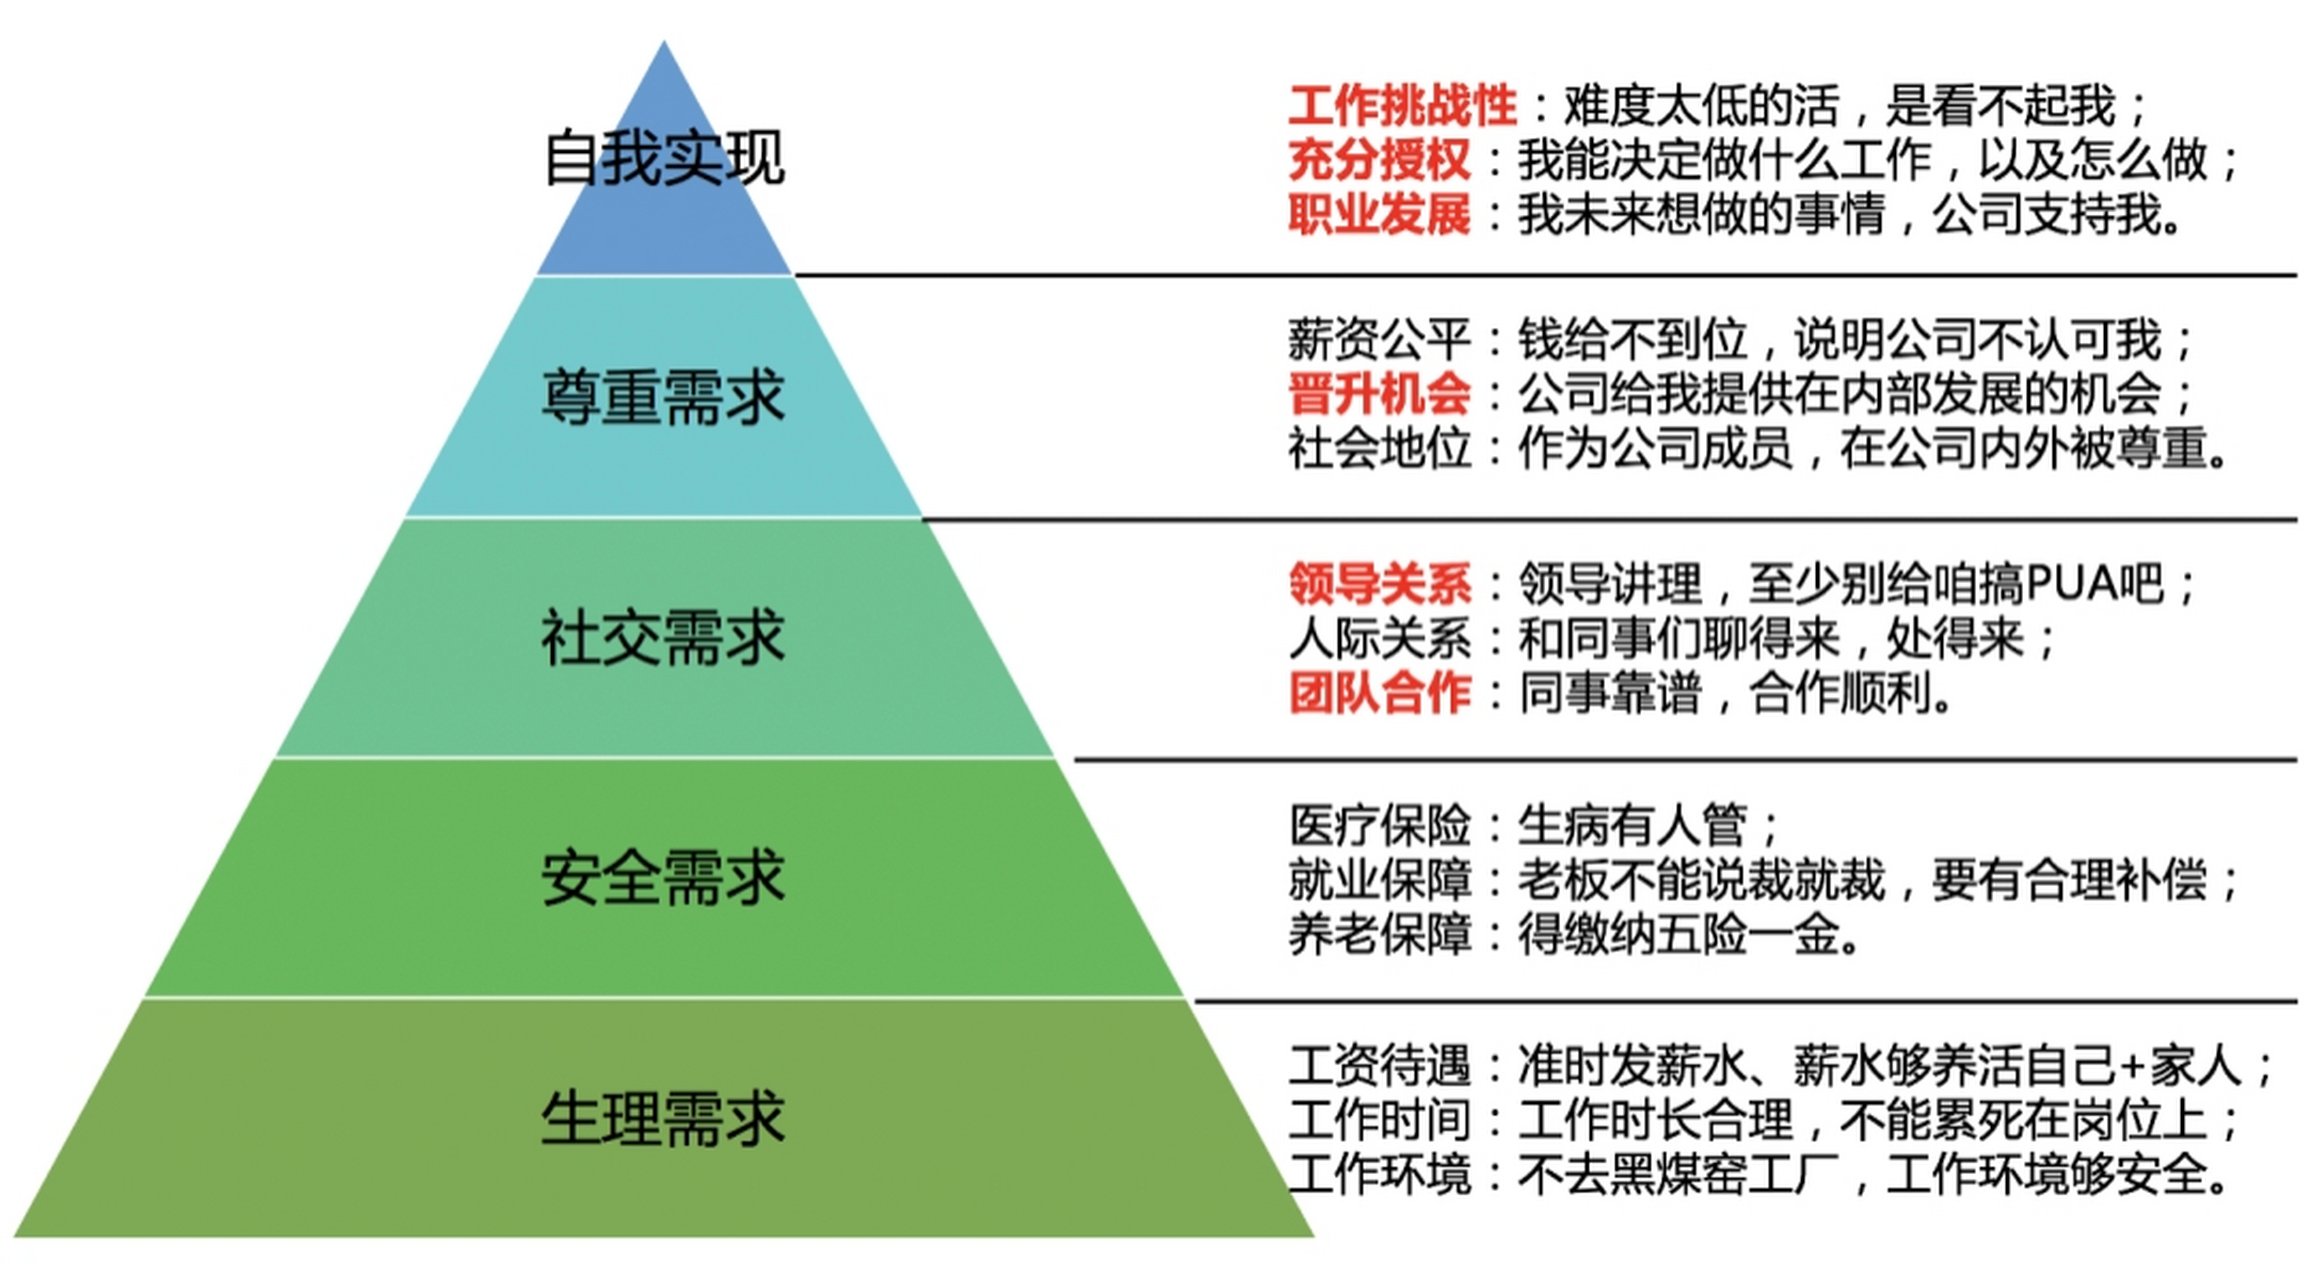 自我实现
工作挑战性：难度太低的活，是看不起我；
充分授权：我能决定做什么工作，以及怎么做；
职业发展：我未来想做的事情，公司支持我。
尊重需求
薪资公平：钱给不到位，说明公司不认可我；
晋升机会：公司给我提供在内部发展的机会；
社会地位：作为公司成员，在公司内外被尊重。
社交需求
领导关系：领导讲理，至少别给咱搞PUA吧；
人际关系：和同事们聊得来，处得来；
团队合作：同事靠谱，合作顺利。
安全需求
医疗保险：生病有人管；
就业保障：老板不能说裁就裁，要有合理补偿；
养老保障：得缴纳五险一金。
生理需求
工资待遇：准时发薪水、薪水够养活自己+家人；
工作时间：工作时长合理，不能累死在岗位上；
工作环境：不去黑煤窑工厂，工作环境够安全。